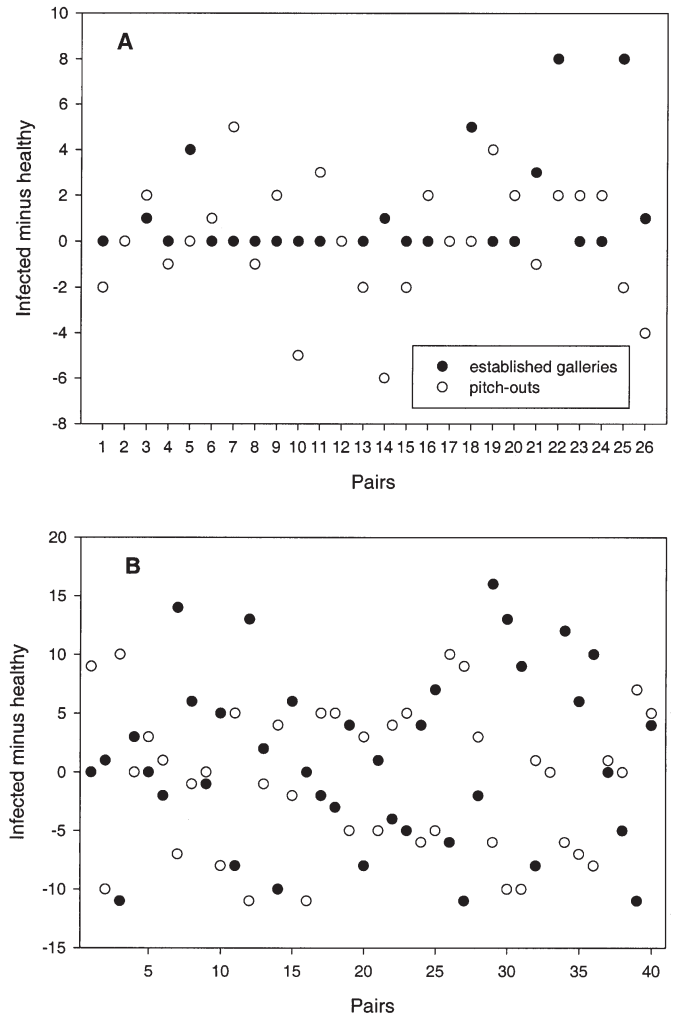 A
Infected minus healthy
10
8
6
4
2
0
-2
-4
-6
-8
established galleries
pitch-outs
1 2 3 4 5 6 7 8 9 10 11 12 13 14 15 16 17 18 19 20 21 22 23 24 25 26
Pairs
B
Infected minus healthy
20
15
10
5
0
-5
-10
-15
5 10 15 20 25 30 35 40
Pairs